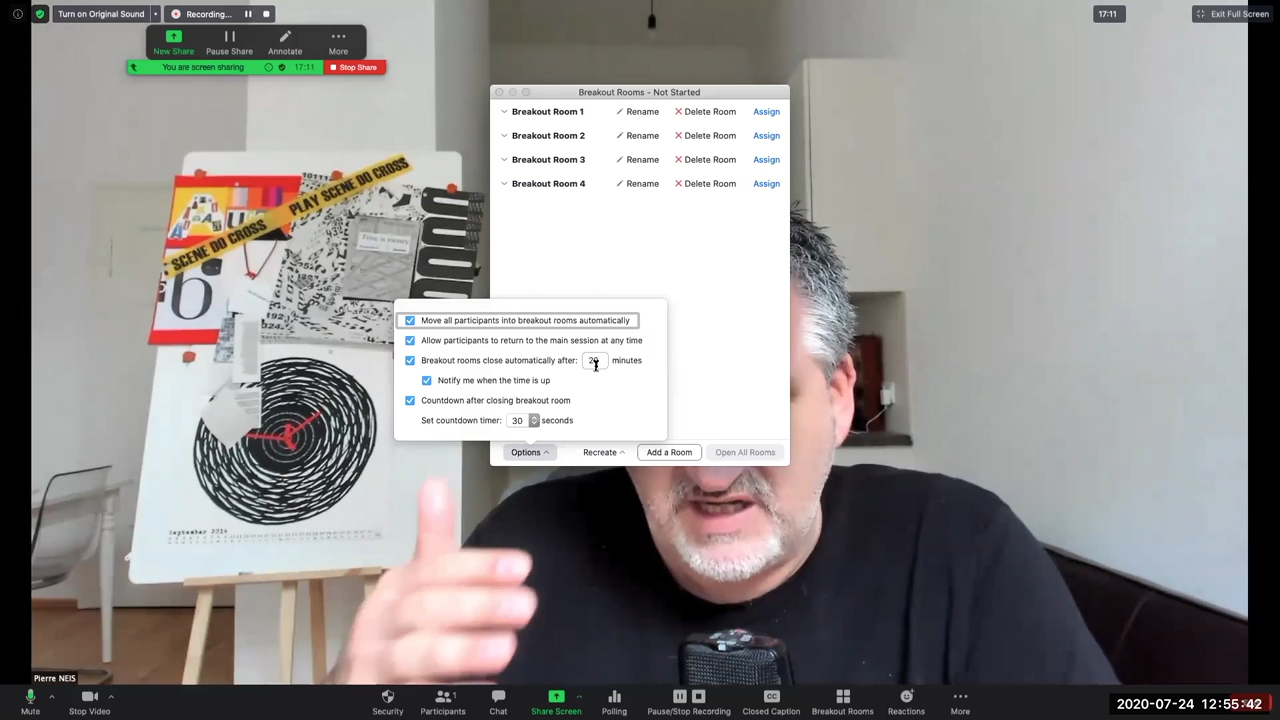 Turn on Original Sound
Recording...
17:11
Exit Full Screen
New Share
Pause Share
Annotate
More
You are screen sharing
17:11
Stop Share
Breakout Rooms - Not Started
Breakout Room 1 Rename Delete Room Assign
Breakout Room 2 Rename Delete Room Assign
Breakout Room 3 Rename Delete Room Assign
Breakout Room 4 Rename Delete Room Assign
PLAY SCENE DO CROSS
SCENE DO CROSS
Time is money
b
Move all participants into breakout rooms automatically
Allow participants to return to the main session at any time
Breakout rooms close automatically after: minutes
Notify me when the time is up
Countdown after closing breakout room
Set countdown timer: 30 seconds
Options
Recreate
Add a Room
Open All Rooms
September 2014
Pierre NEIS
Mute
Stop Video
Security
Participants 1
Chat
Share Screen
Polling
Pause/Stop Recording
Closed Caption
Breakout Rooms
Reactions
More
2020-07-24 12:55:42